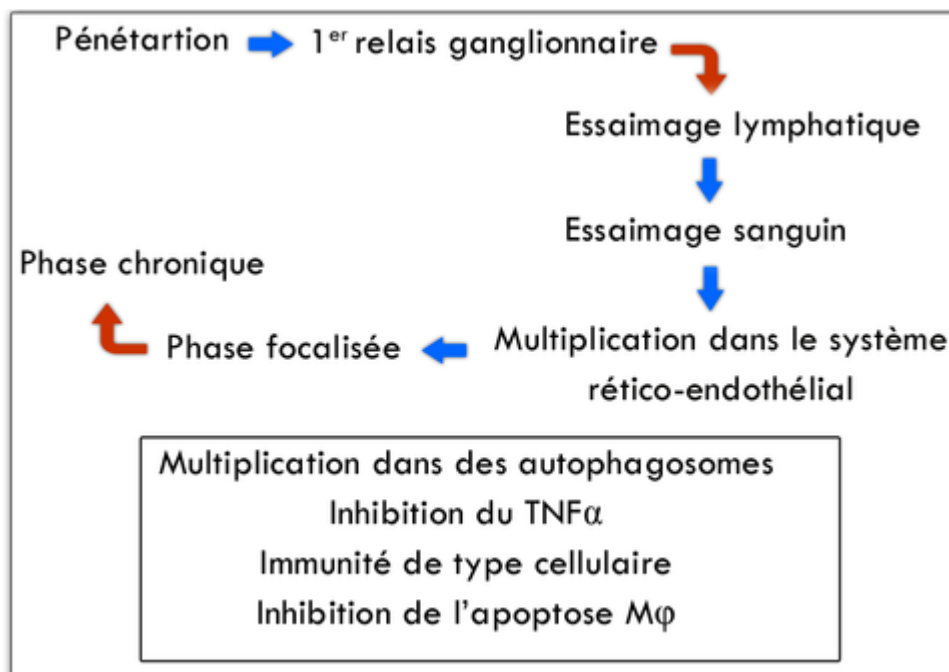 Pénétartion 1er relais ganglionnaire
Essaimage lymphatique
Essaimage sanguin
Phase chronique
Phase focalisée Multiplication dans le système
rético-endothélial
Multiplication dans des autophagosomes
Inhibition du TNFα
Immunité de type cellulaire
Inhibition de l'apoptose Mφ